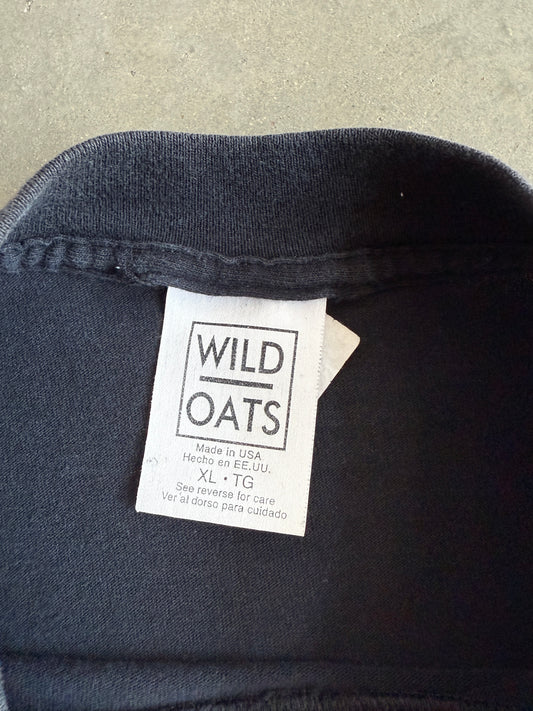 WILD
OATS
Made in USA
Hecho en EE.UU.
XL • TG
See reverse for care
Ver al dorso para cuidado